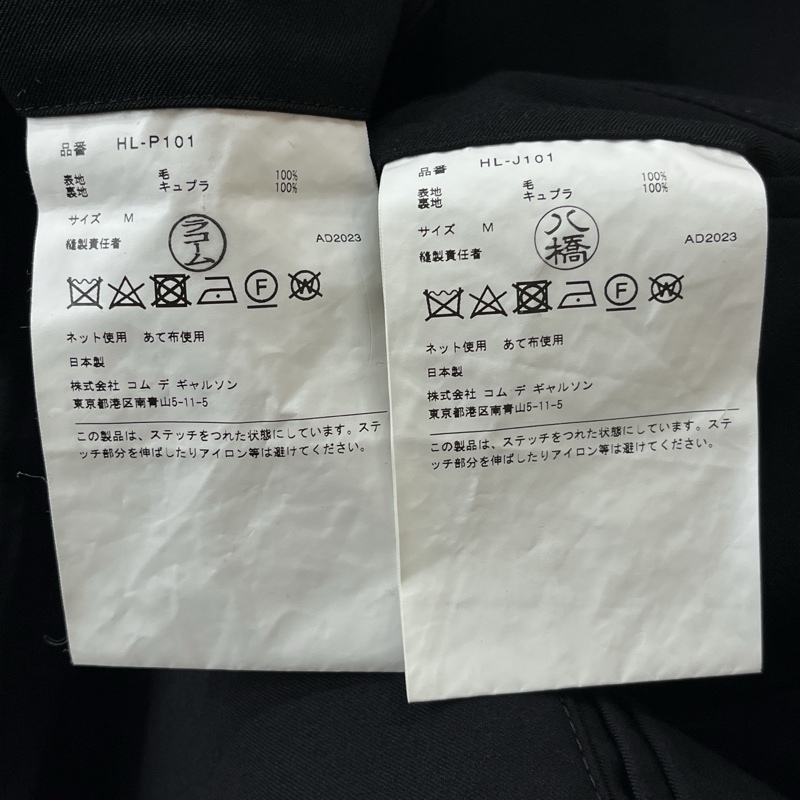 品番 HL-P101
表地 毛 100%
裏地 キュプラ 100%
サイズ M
縫製責任者 ラコーム AD2023
F W
ネット使用 あて布使用
日本製
株式会社 コム デ ギャルソン
東京都港区南青山5-11-5
この製品は、ステッチをつれた状態にしています。ステ
ッチ部分を伸ばしたりアイロン等は避けてください。
品番 HL-J101
表地 毛 100%
裏地 キュプラ 100%
サイズ M
縫製責任者 八橋 AD2023
F W
ネット使用 あて布使用
日本製
株式会社 コム デ ギャルソン
東京都港区南青山5-11-5
この製品は、ステッチをつれた状態にしています。ステ
ッチ部分を伸ばしたりアイロン等は避けてください。